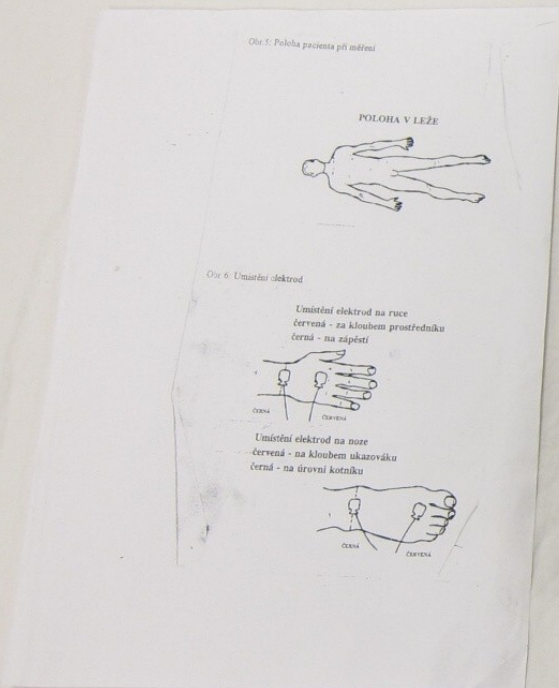 Obr.5: Poloha pacienta při měření
POLOHA V LEŽE
Obr 6: Umístění elektrod
Umístění elektrod na ruce
červená - za kloubem prostředníku
černá - na zápěstí
ČERNÁ
ČERVENÁ
Umístění elektrod na noze
červená - na kloubem ukazováku
černá - na úrovni kotníku
ČERNÁ
ČERVENÁ